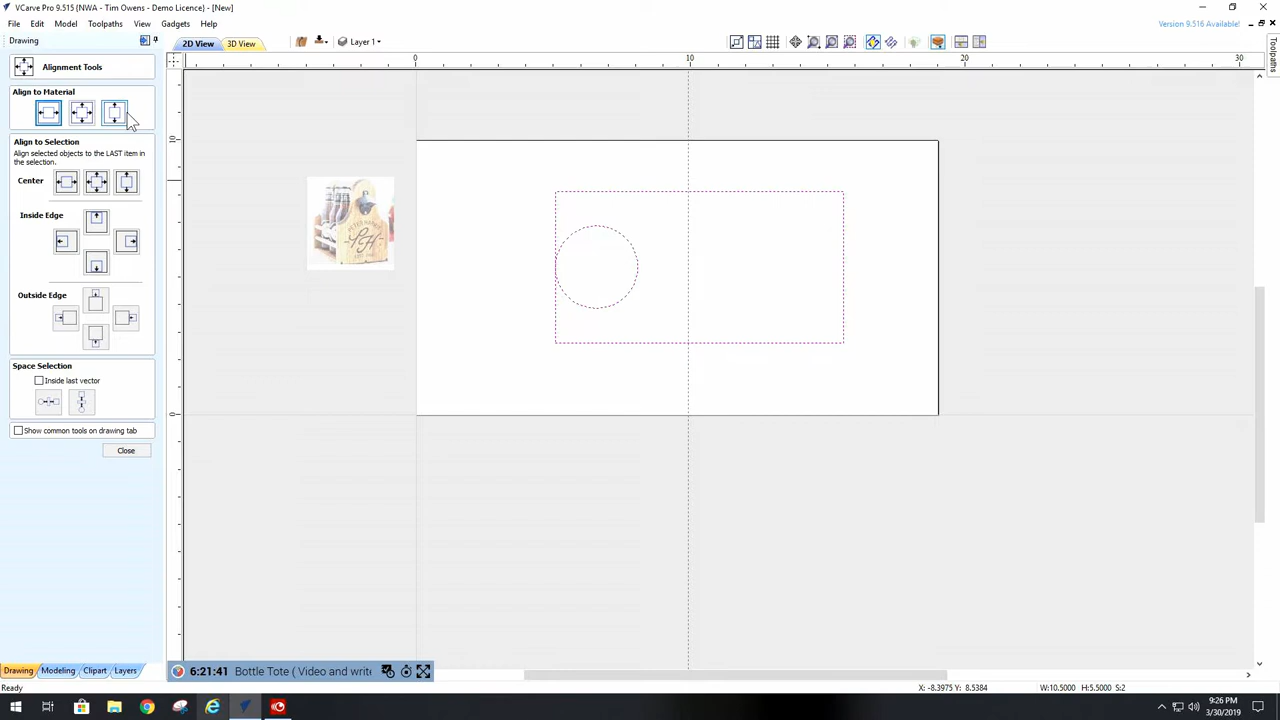 VCarve Pro 9.515 {NWA - Tim Owens - Demo Licence} - [New]
File Edit Model Toolpaths View Gadgets Help
Version 9.516 Available!
Drawing
2D View 3D View Layer 1
Toolpaths
0 10 20 30
Alignment Tools
Align to Material
10
Align to Selection
Align selected objects to the LAST item in
the selection.
Center
Inside Edge
Outside Edge
Space Selection
Inside last vector
0
Show common tools on drawing tab
Close
Drawing Modeling Clipart Layers
6:21:41 Bottle Tote ( Video and write
Ready
X: -8.3975 Y: 8.5384
W:10.5000 H:5.5000 S:2
9:26 PM
3/30/2019